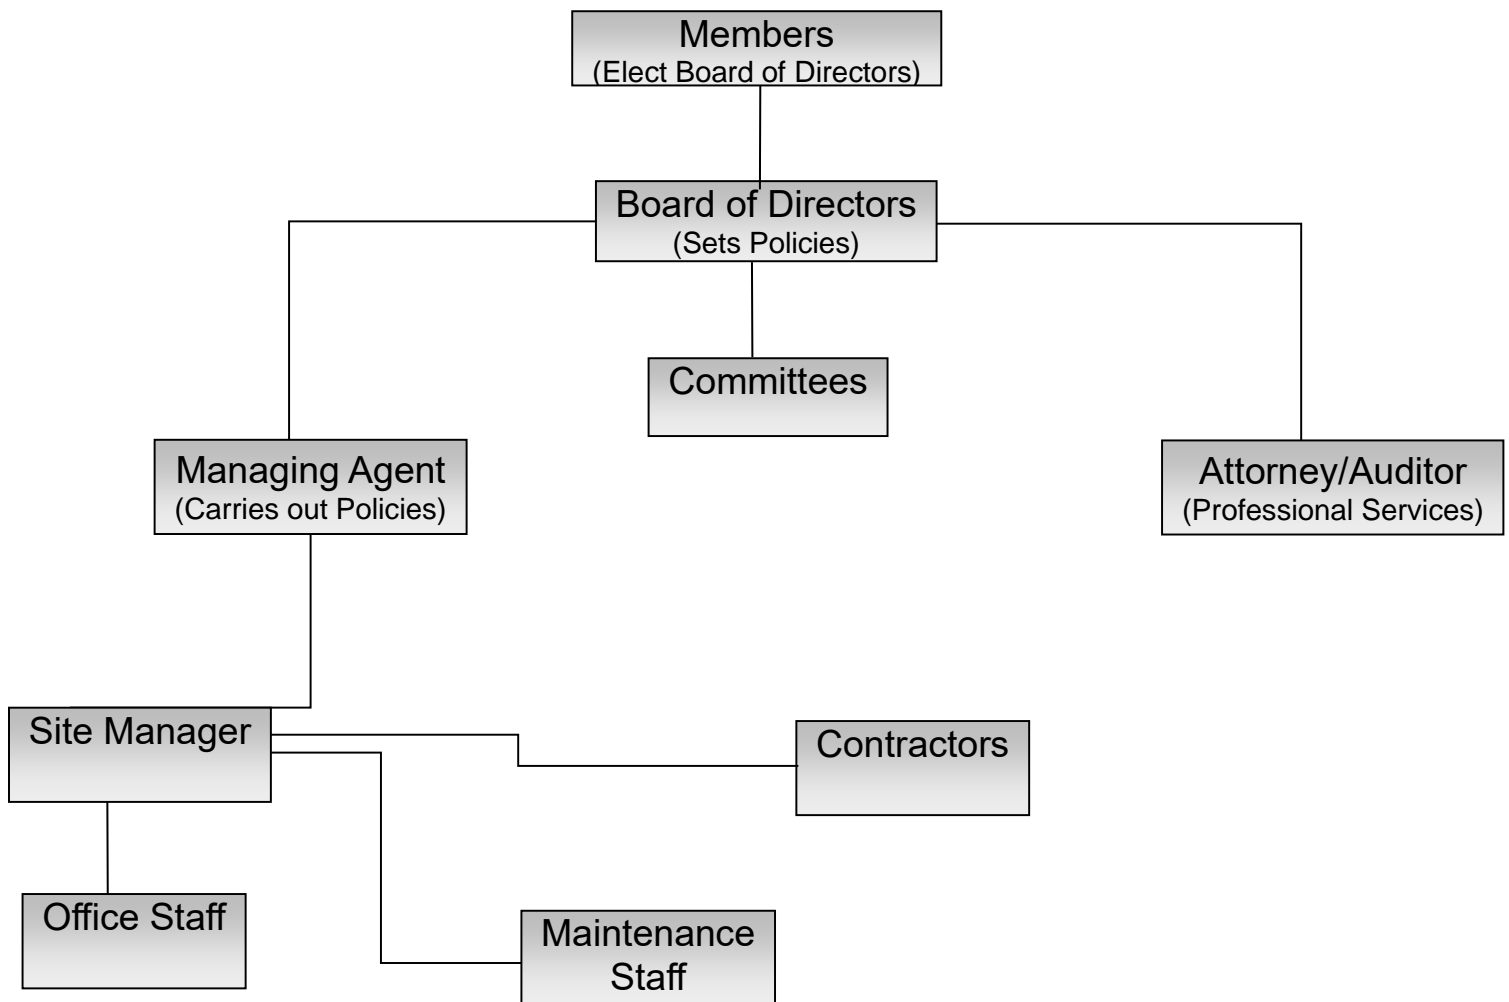 Members
(Elect Board of Directors)
Board of Directors
(Sets Policies)
Committees
Managing Agent
(Carries out Policies)
Attorney/Auditor
(Professional Services)
Site Manager
Contractors
Office Staff
Maintenance
Staff